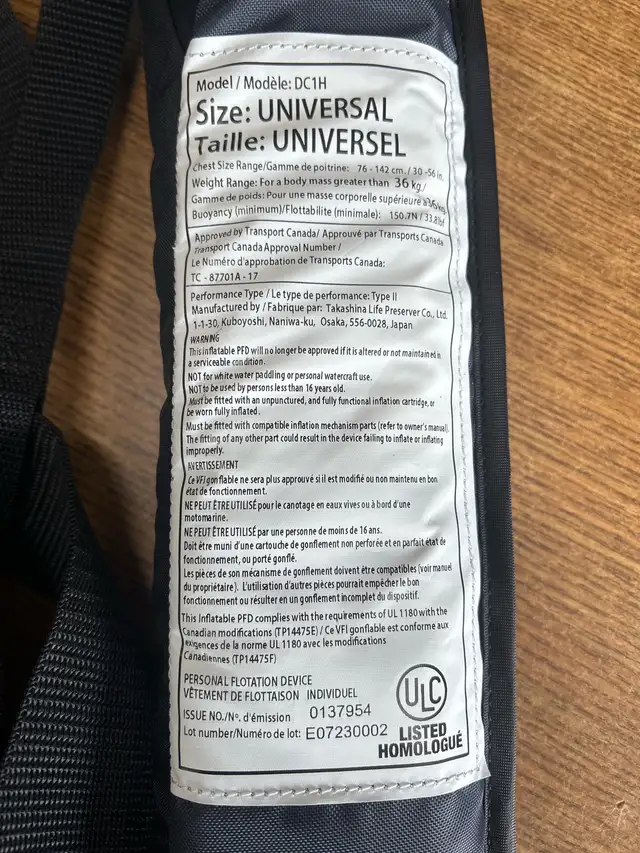 Model / Modèle: DC1H
Size: UNIVERSAL
Taille: UNIVERSEL
Chest Size Range/Gamme de poitrine: 76 - 142 cm. / 30 -56 in.
Weight Range: For a body mass greater than 36 kg./
Gamme de poids: Pour une masse corporelle supérieure à 36 kg.
Buoyancy (minimum)/Flottabilite (minimale): 150.7N / 33.8lbf
Approved by Transport Canada/ Approuvé par Transports Canada
Transport Canada Approval Number /
Le Numéro d'approbation de Transports Canada:
TC - 87701A - 17
Performance Type / Le type de performance: Type II
Manufactured by / Fabrique par: Takashina Life Preserver Co., Ltd.
1-1-30, Kuboyoshi, Naniwa-ku, Osaka, 556-0028, Japan
WARNING
This inflatable PFD will no longer be approved if it is altered or not maintained in
a serviceable condition.
NOT for white water paddling or personal watercraft use.
NOT to be used by persons less than 16 years old.
Must be fitted with an unpunctured, and fully functional inflation cartridge, or
be worn fully inflated.
Must be fitted with compatible inflation mechanism parts (refer to owner's manual).
The fitting of any other part could result in the device failing to inflate or inflating
improperly.
AVERTISSEMENT
Ce VFI gonflable ne sera plus approuvé si il est modifié ou non maintenu en bon
état de fonctionnement.
NE PEUT ÊTRE UTILISÉ pour le canotage en eaux vives ou à bord d'une
motomarine.
NE PEUT ÊTRE UTILISÉ par une personne de moins de 16 ans.
Doit être muni d'une cartouche de gonflement non perforée et en parfait état de
fonctionnement, ou porté gonflé.
Les pièces de son mécanisme de gonflement doivent être compatibles (voir manuel
du propriétaire). L'utilisation d'autres pièces pourrait empêcher le bon
fonctionnement ou résulter en un gonflement incomplet du dispositif.
This Inflatable PFD complies with the requirements of UL 1180 with the
Canadian modifications (TP14475E) / Ce VFI gonflable est conforme aux
exigences de la norme UL 1180 avec les modifications
Canadiennes (TP14475F)
PERSONAL FLOTATION DEVICE
VÊTEMENT DE FLOTTAISON INDIVIDUEL
ISSUE NO./Nº. d'émission 0137954
Lot number/Numéro de lot: E07230002
ULC
LISTED
HOMOLOGUÉ